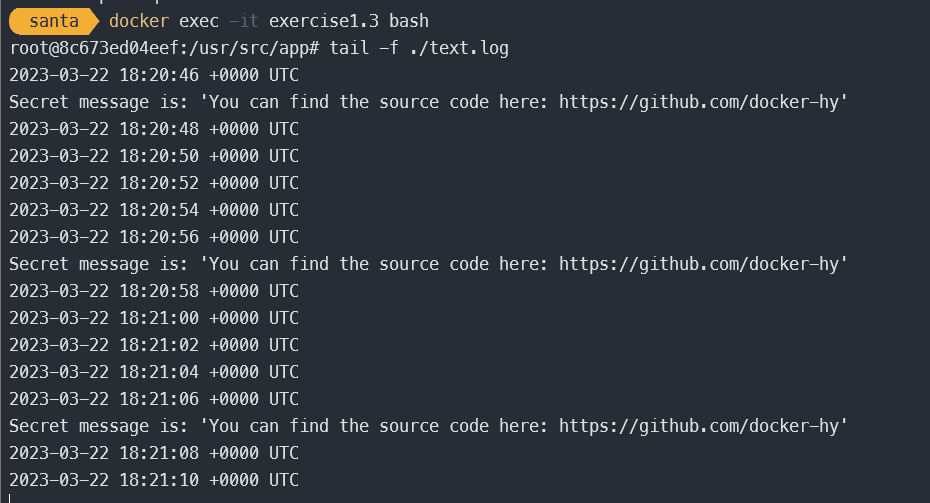 santa docker exec -it exercise1.3 bash
root@8c673ed04eef:/usr/src/app# tail -f ./text.log
2023-03-22 18:20:46 +0000 UTC
Secret message is: 'You can find the source code here: https://github.com/docker-hy'
2023-03-22 18:20:48 +0000 UTC
2023-03-22 18:20:50 +0000 UTC
2023-03-22 18:20:52 +0000 UTC
2023-03-22 18:20:54 +0000 UTC
2023-03-22 18:20:56 +0000 UTC
Secret message is: 'You can find the source code here: https://github.com/docker-hy'
2023-03-22 18:20:58 +0000 UTC
2023-03-22 18:21:00 +0000 UTC
2023-03-22 18:21:02 +0000 UTC
2023-03-22 18:21:04 +0000 UTC
2023-03-22 18:21:06 +0000 UTC
Secret message is: 'You can find the source code here: https://github.com/docker-hy'
2023-03-22 18:21:08 +0000 UTC
2023-03-22 18:21:10 +0000 UTC